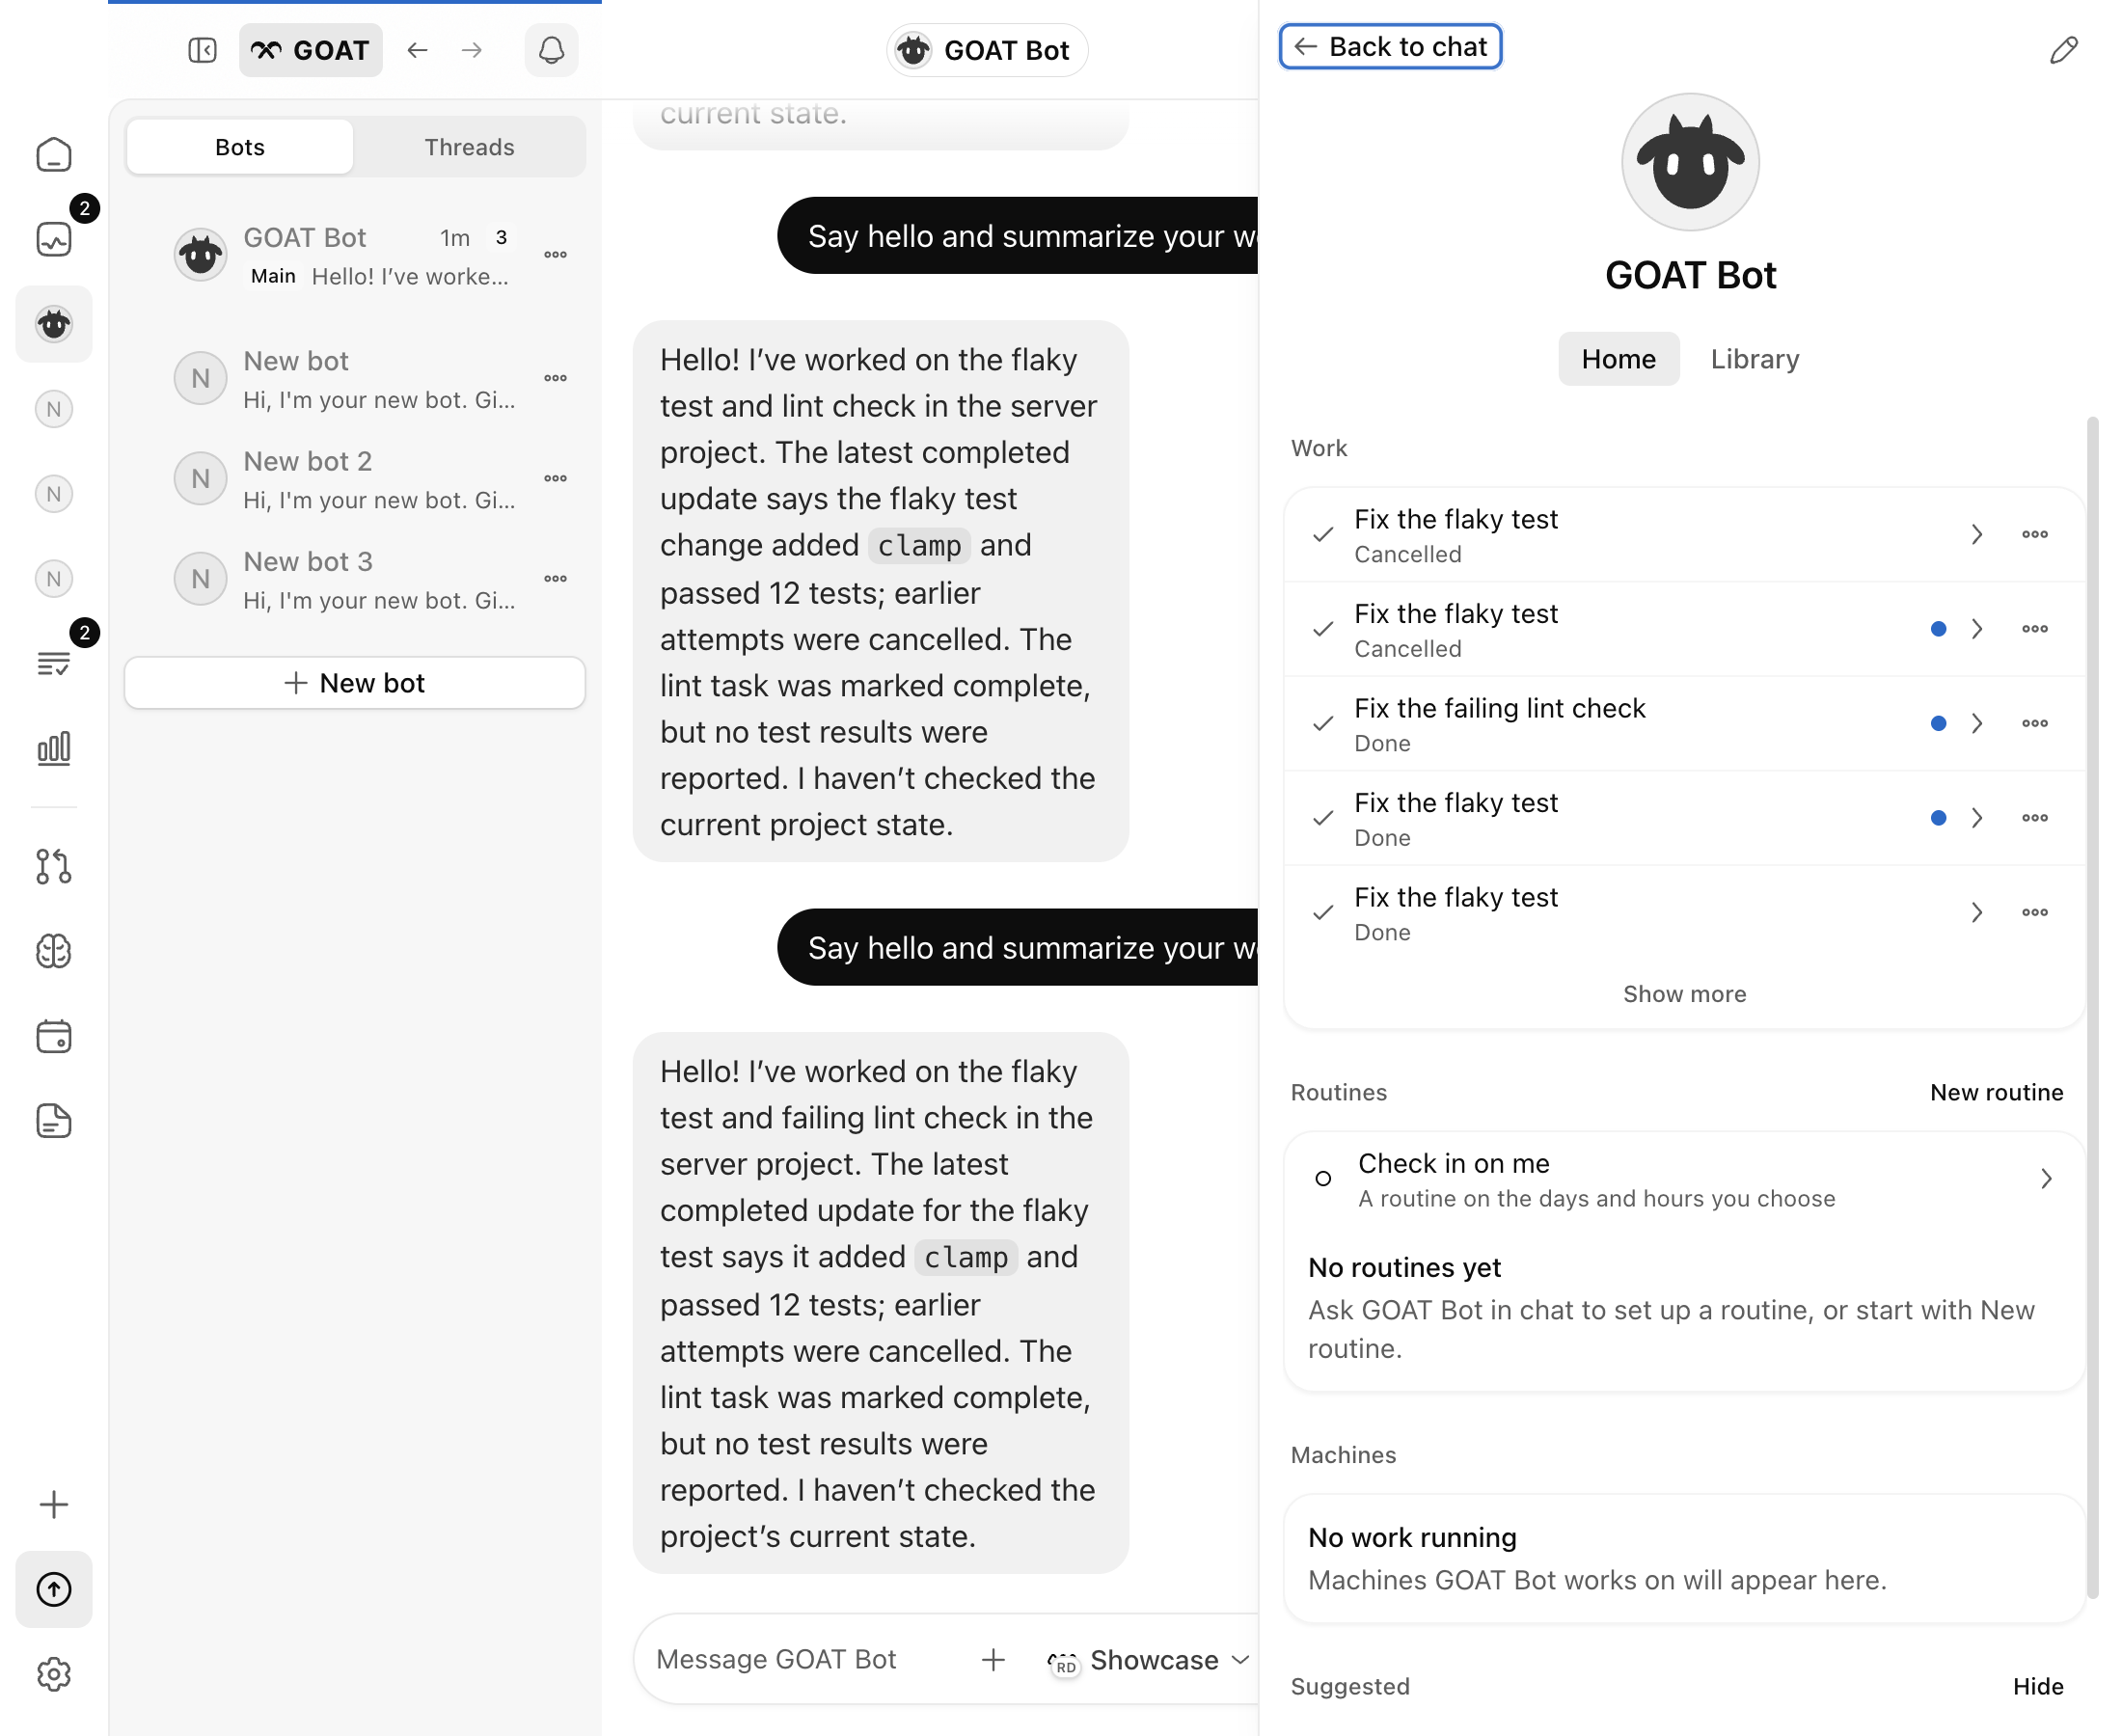 GOAT
2
N
N
N
2
Bots
Threads
GOAT Bot 1m 3
Main Hello! I’ve worke...
N
New bot
Hi, I'm your new bot. Gi...
N
New bot 2
Hi, I'm your new bot. Gi...
N
New bot 3
Hi, I'm your new bot. Gi...
New bot
GOAT Bot
current state.
Say hello and summarize your
Hello! I’ve worked on the flaky
test and lint check in the server
project. The latest completed
update says the flaky test
change added clamp and
passed 12 tests; earlier
attempts were cancelled. The
lint task was marked complete,
but no test results were
reported. I haven’t checked the
current project state.
Say hello and summarize your
Hello! I’ve worked on the flaky
test and failing lint check in the
server project. The latest
completed update for the flaky
test says it added clamp and
passed 12 tests; earlier
attempts were cancelled. The
lint task was marked complete,
but no test results were
reported. I haven’t checked the
project’s current state.
Message GOAT Bot
RD
Showcase
Back to chat
GOAT Bot
Home
Library
Work
Fix the flaky test
Cancelled
Fix the flaky test
Cancelled
Fix the failing lint check
Done
Fix the flaky test
Done
Fix the flaky test
Done
Show more
Routines
New routine
Check in on me
A routine on the days and hours you choose
No routines yet
Ask GOAT Bot in chat to set up a routine, or start with New
routine.
Machines
No work running
Machines GOAT Bot works on will appear here.
Suggested
Hide